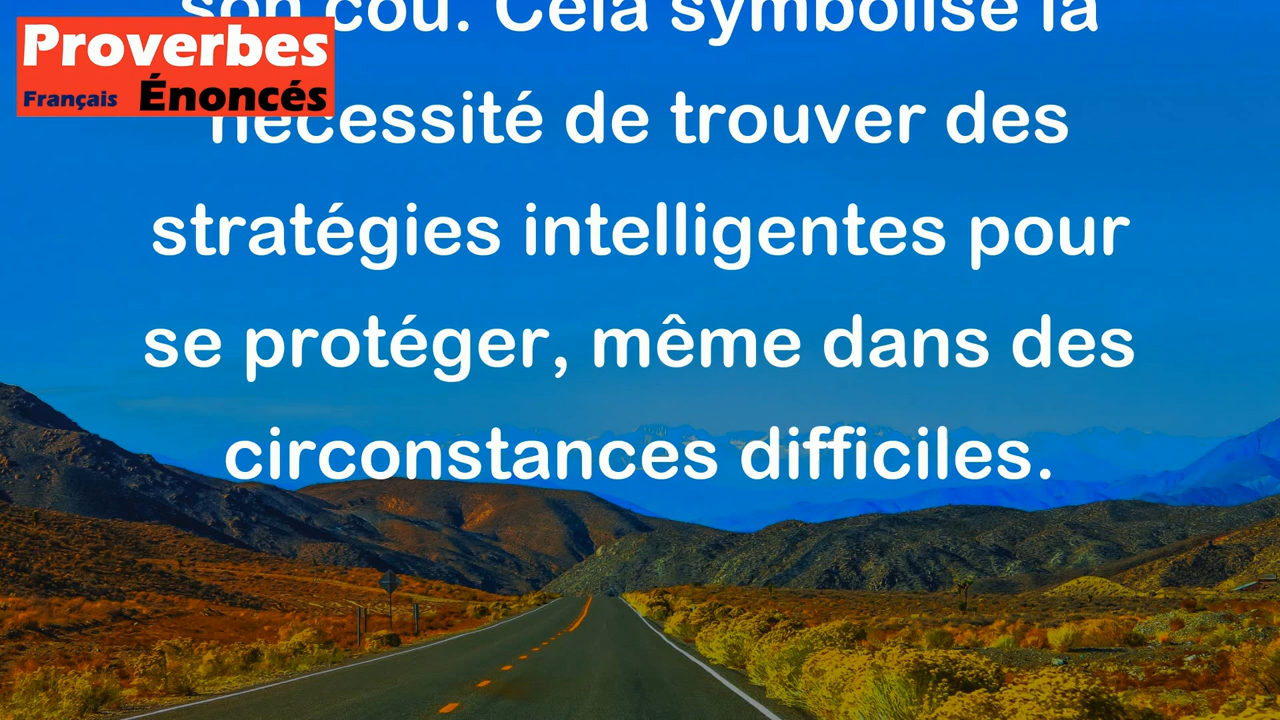 Proverbes
Français Énoncés
son cou. Cela symbolise la
nécessité de trouver des
stratégies intelligentes pour
se protéger, même dans des
circonstances difficiles.